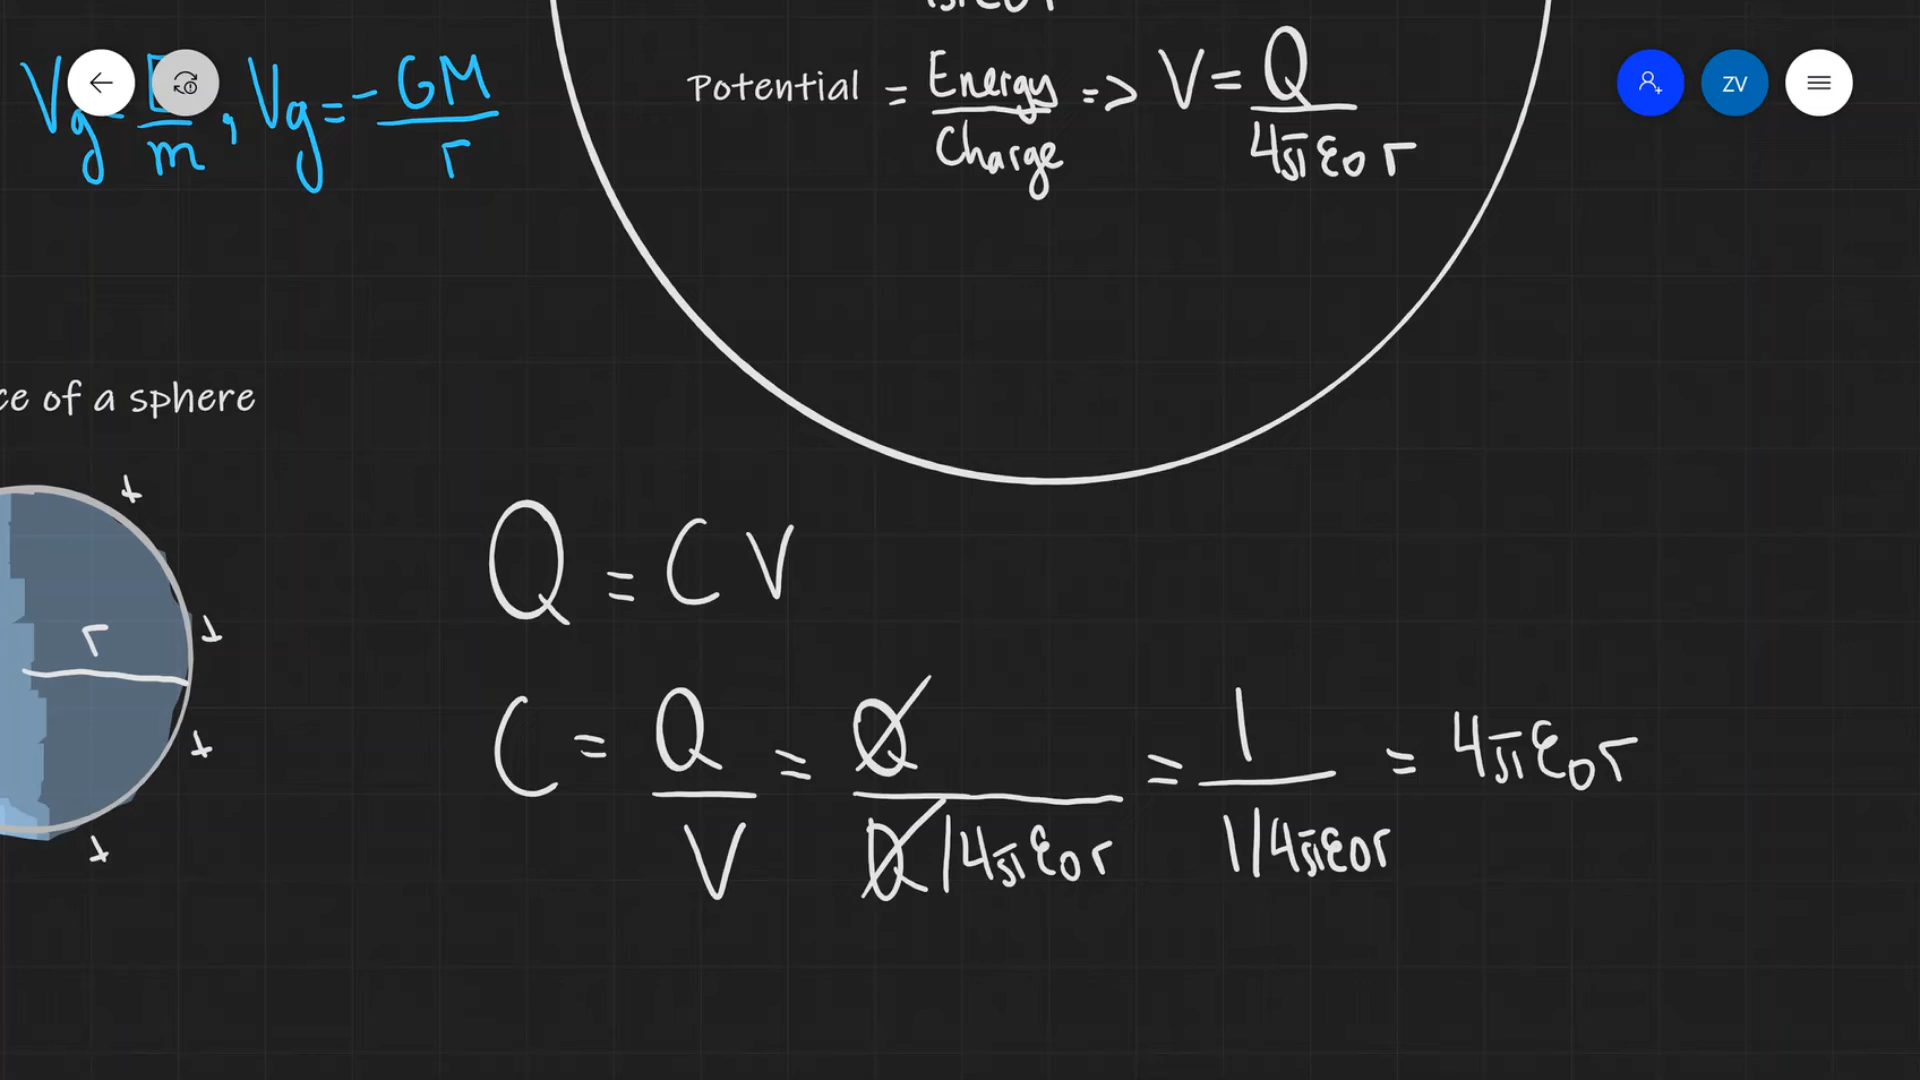 Vg = E/m , Vg = - GM/r
Potential = Energy/Charge => V = Q/4πε0r
ZV
ce of a sphere
+
Q = CV
+
r
C = Q/V = Q/Q/4πε0r = 1/1/4πε0r = 4πε0r
+
+